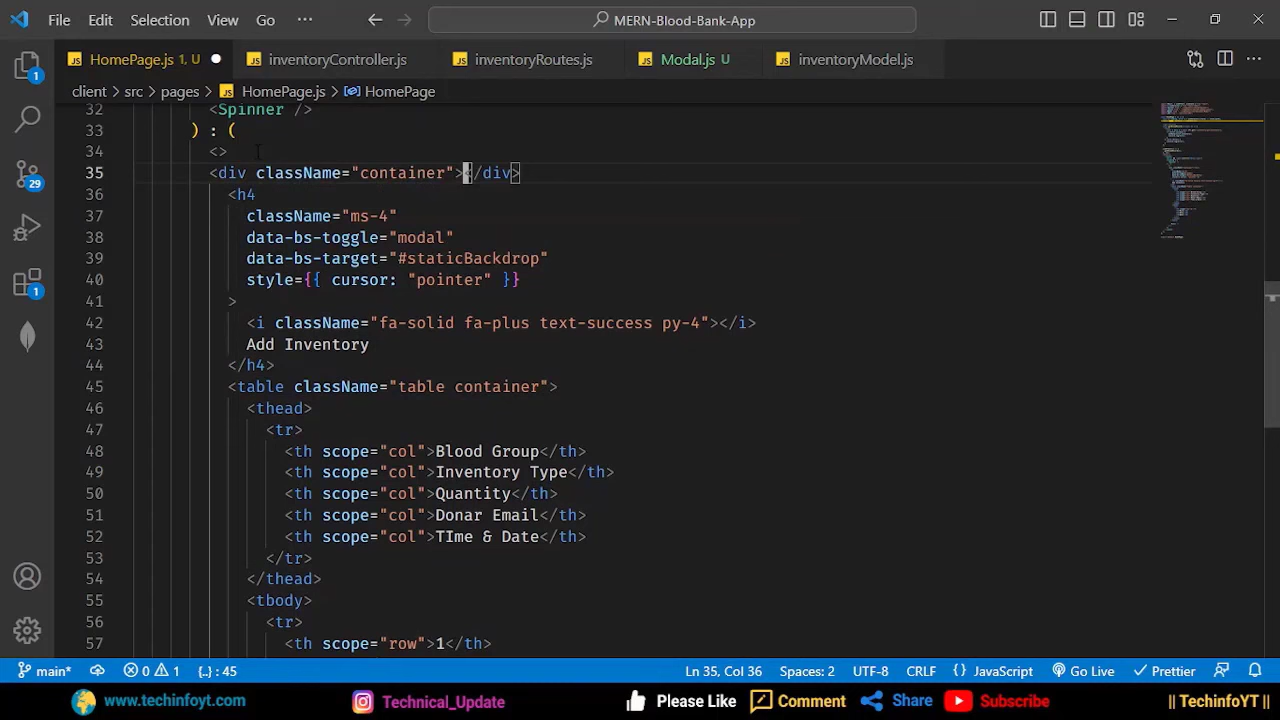 File Edit Selection View Go ··· MERN-Blood-Bank-App
HomePage.js 1, U inventoryController.js inventoryRoutes.js Modal.js U inventoryModel.js
client > src > pages > HomePage.js > HomePage
32 <Spinner />
33 ) : (
34 <>
35 <div className="container"></div>
36 <h4
37 className="ms-4"
38 data-bs-toggle="modal"
39 data-bs-target="#staticBackdrop"
40 style={{ cursor: "pointer" }}
41 >
42 <i className="fa-solid fa-plus text-success py-4"></i>
43 Add Inventory
44 </h4>
45 <table className="table container">
46 <thead>
47 <tr>
48 <th scope="col">Blood Group</th>
49 <th scope="col">Inventory Type</th>
50 <th scope="col">Quantity</th>
51 <th scope="col">Donar Email</th>
52 <th scope="col">TIme & Date</th>
53 </tr>
54 </thead>
55 <tbody>
56 <tr>
57 <th scope="row">1</th>
1
29
1
main* 0 1 {..} : 45 Ln 35, Col 36 Spaces: 2 UTF-8 CRLF {} JavaScript Go Live Prettier
www.techinfoyt.com Technical_Update Please Like Comment Share Subscribe || TechinfoYT ||